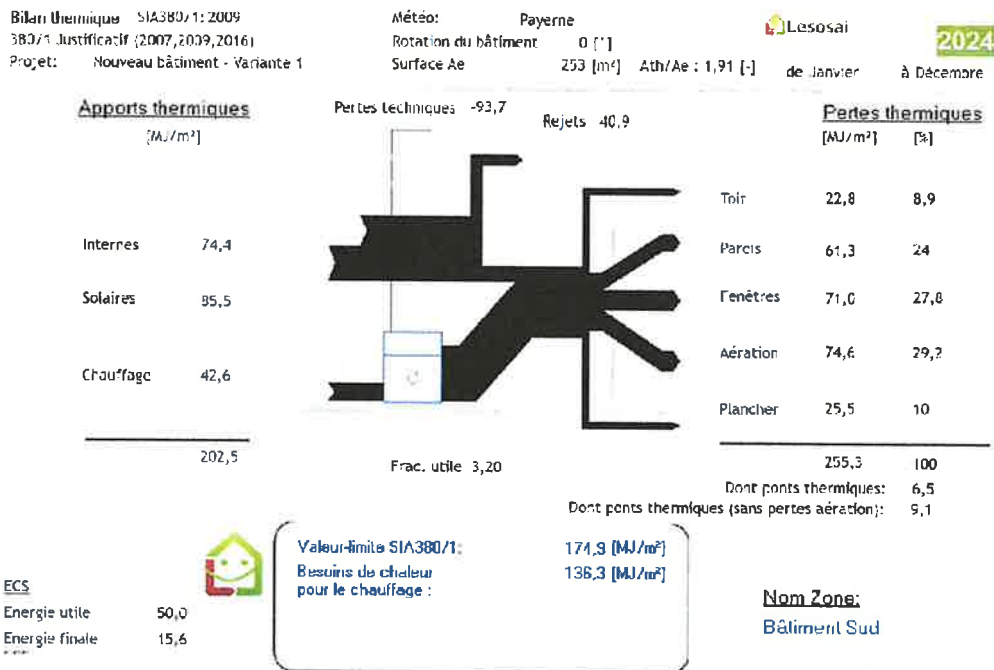 Bilan thermique SIA380/1:2009
380/1 Justificatif (2007,2009,2016)
Projet: Nouveau bâtiment - Variante 1
Météo: Payerne
Rotation du bâtiment 0 [°]
Surface Ae 253 [m²] Ath/Ae : 1,91 [-]
Lesosai
2024
de Janvier à Décembre
Apports thermiques
[MJ/m²]
Pertes techniques -93,7
Rejets 40,9
Pertes thermiques
[MJ/m²] [%]
Internes 74,4
Solaires 85,5
Chauffage 42,6
202,5
Frac. utile 3,20
Toit 22,8 8,9
Parois 61,3 24
Fenêtres 71,0 27,8
Aération 74,6 29,2
Plancher 25,5 10
255,3 100
Dont ponts thermiques: 6,5
Dont ponts thermiques (sans pertes aération): 9,1
Valeur-limite SIA380/1: 174,9 [MJ/m²]
Besoins de chaleur
pour le chauffage : 136,3 [MJ/m²]
ECS
Energie utile 50,0
Energie finale 15,6
Nom Zone:
Bâtiment Sud